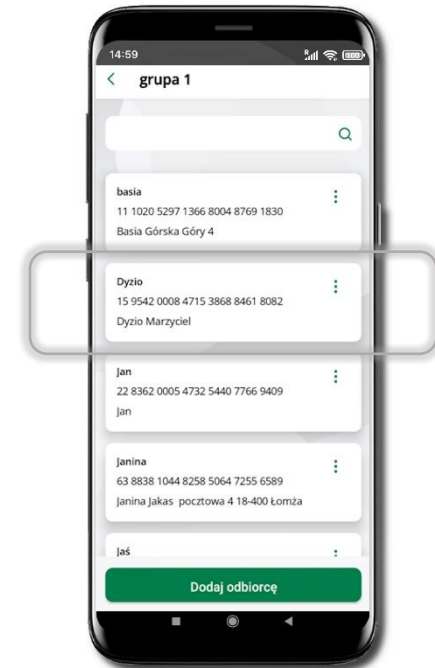 14:59
100
grupa 1
basia
11 1020 5297 1366 8004 8769 1830
Basia Górska Góry 4
Dyzio
15 9542 0008 4715 3868 8461 8082
Dyzio Marzyciel
Jan
22 8362 0005 4732 5440 7766 9409
Jan
Janina
63 8838 1044 8258 5064 7255 6589
Janina Jakas pocztowa 4 18-400 Łomża
Jaś
Dodaj odbiorcę